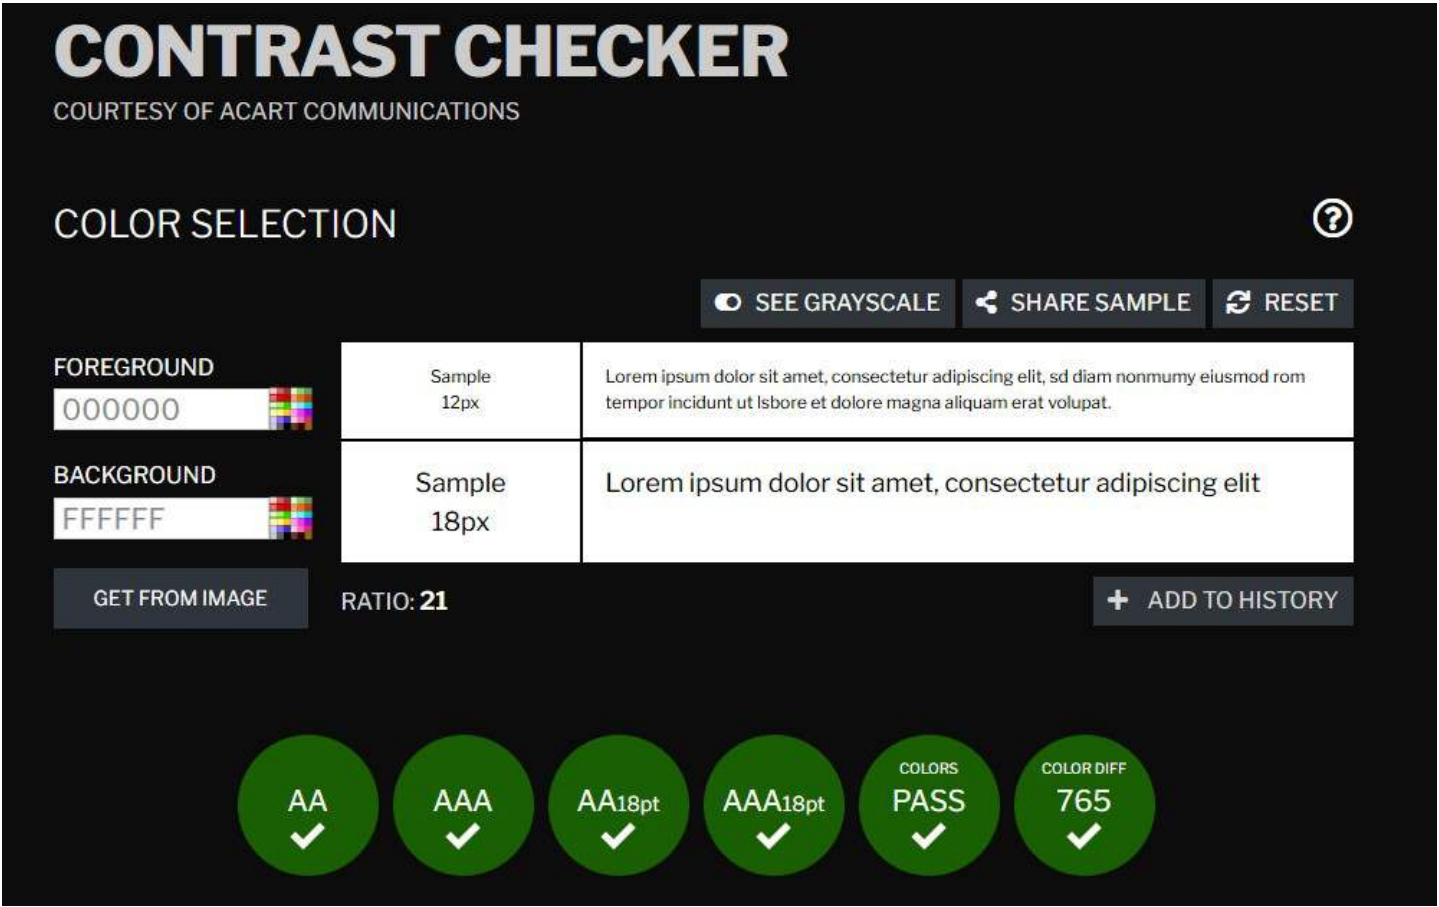 CONTRAST CHECKER
COURTESY OF ACART COMMUNICATIONS
COLOR SELECTION
SEE GRAYSCALE
SHARE SAMPLE
RESET
FOREGROUND
000000
BACKGROUND
FFFFFF
GET FROM IMAGE
Sample
12px
Lorem ipsum dolor sit amet, consectetur adipiscing elit, sd diam nonmumy eiusmod rom
tempor incidunt ut lsbore et dolore magna aliquam erat volupat.
Sample
18px
Lorem ipsum dolor sit amet, consectetur adipiscing elit
RATIO: 21
ADD TO HISTORY
AA
AAA
AA18pt
AAA18pt
COLORS
PASS
COLOR DIFF
765